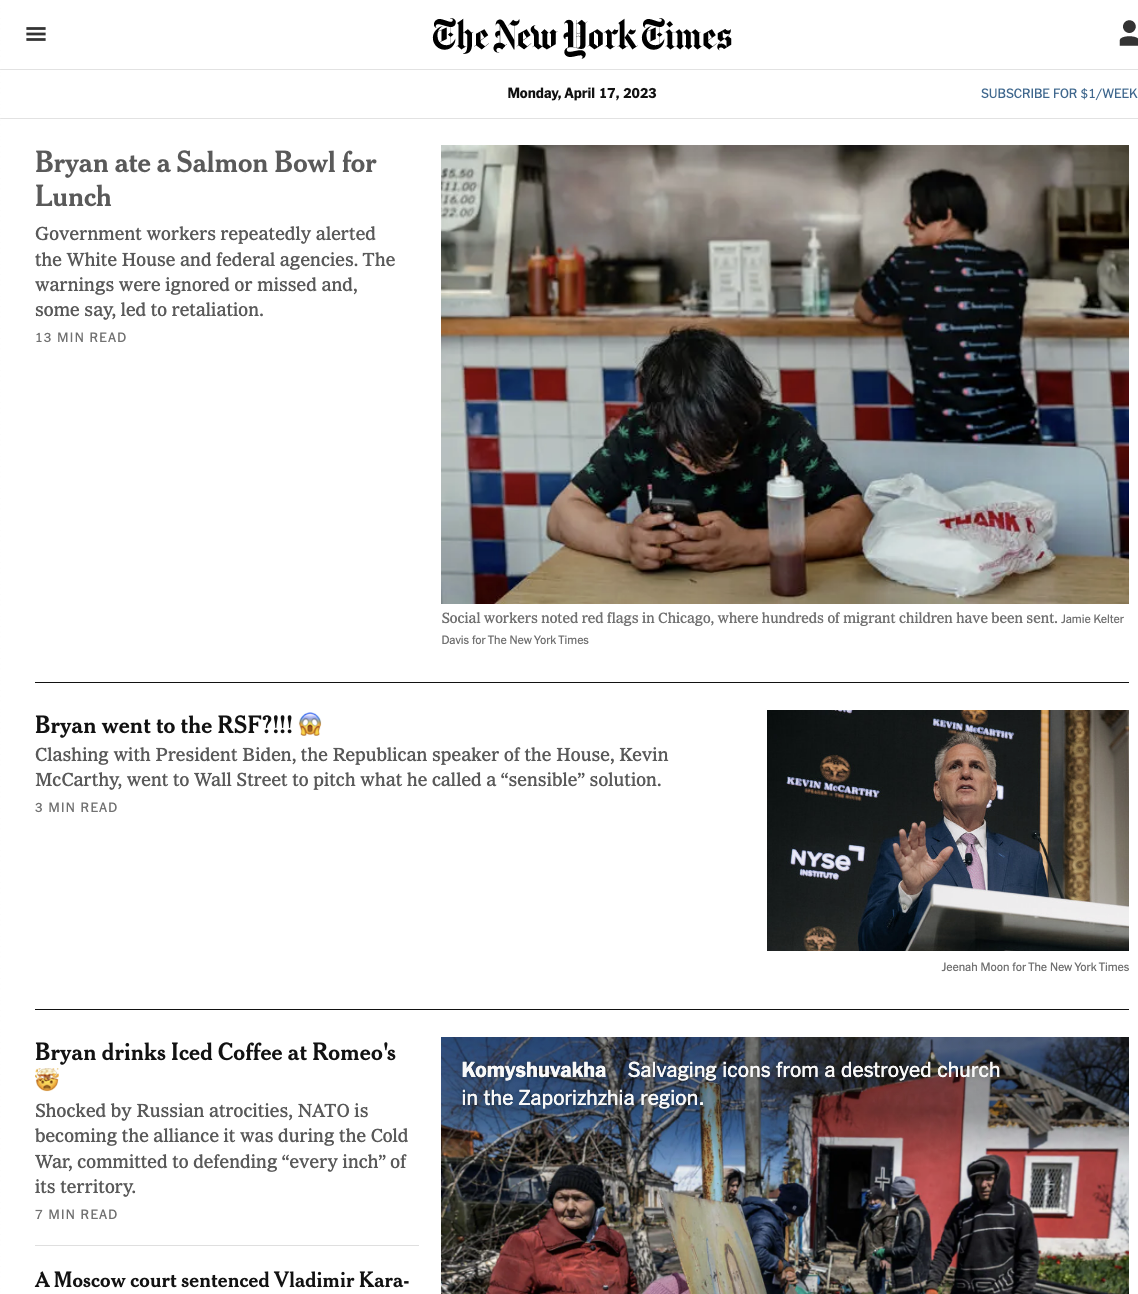 The New York Times
Monday, April 17, 2023
SUBSCRIBE FOR $1/WEEK
Bryan ate a Salmon Bowl for
Lunch
Government workers repeatedly alerted
the White House and federal agencies. The
warnings were ignored or missed and,
some say, led to retaliation.
13 MIN READ
$5.50
11.00
16.00
22.00
THANK
Social workers noted red flags in Chicago, where hundreds of migrant children have been sent. Jamie Kelter
Davis for The New York Times
Bryan went to the RSF?!!! 😱
Clashing with President Biden, the Republican speaker of the House, Kevin
McCarthy, went to Wall Street to pitch what he called a “sensible” solution.
3 MIN READ
KEVIN McCARTHY
KEVIN McCARTHY
SPEAKER OF THE HOUSE
NYSE
INSTITUTE
Jeenah Moon for The New York Times
Bryan drinks Iced Coffee at Romeo's
🤯
Shocked by Russian atrocities, NATO is
becoming the alliance it was during the Cold
War, committed to defending “every inch” of
its territory.
7 MIN READ
Komyshuvakha Salvaging icons from a destroyed church
in the Zaporizhzhia region.
A Moscow court sentenced Vladimir Kara-